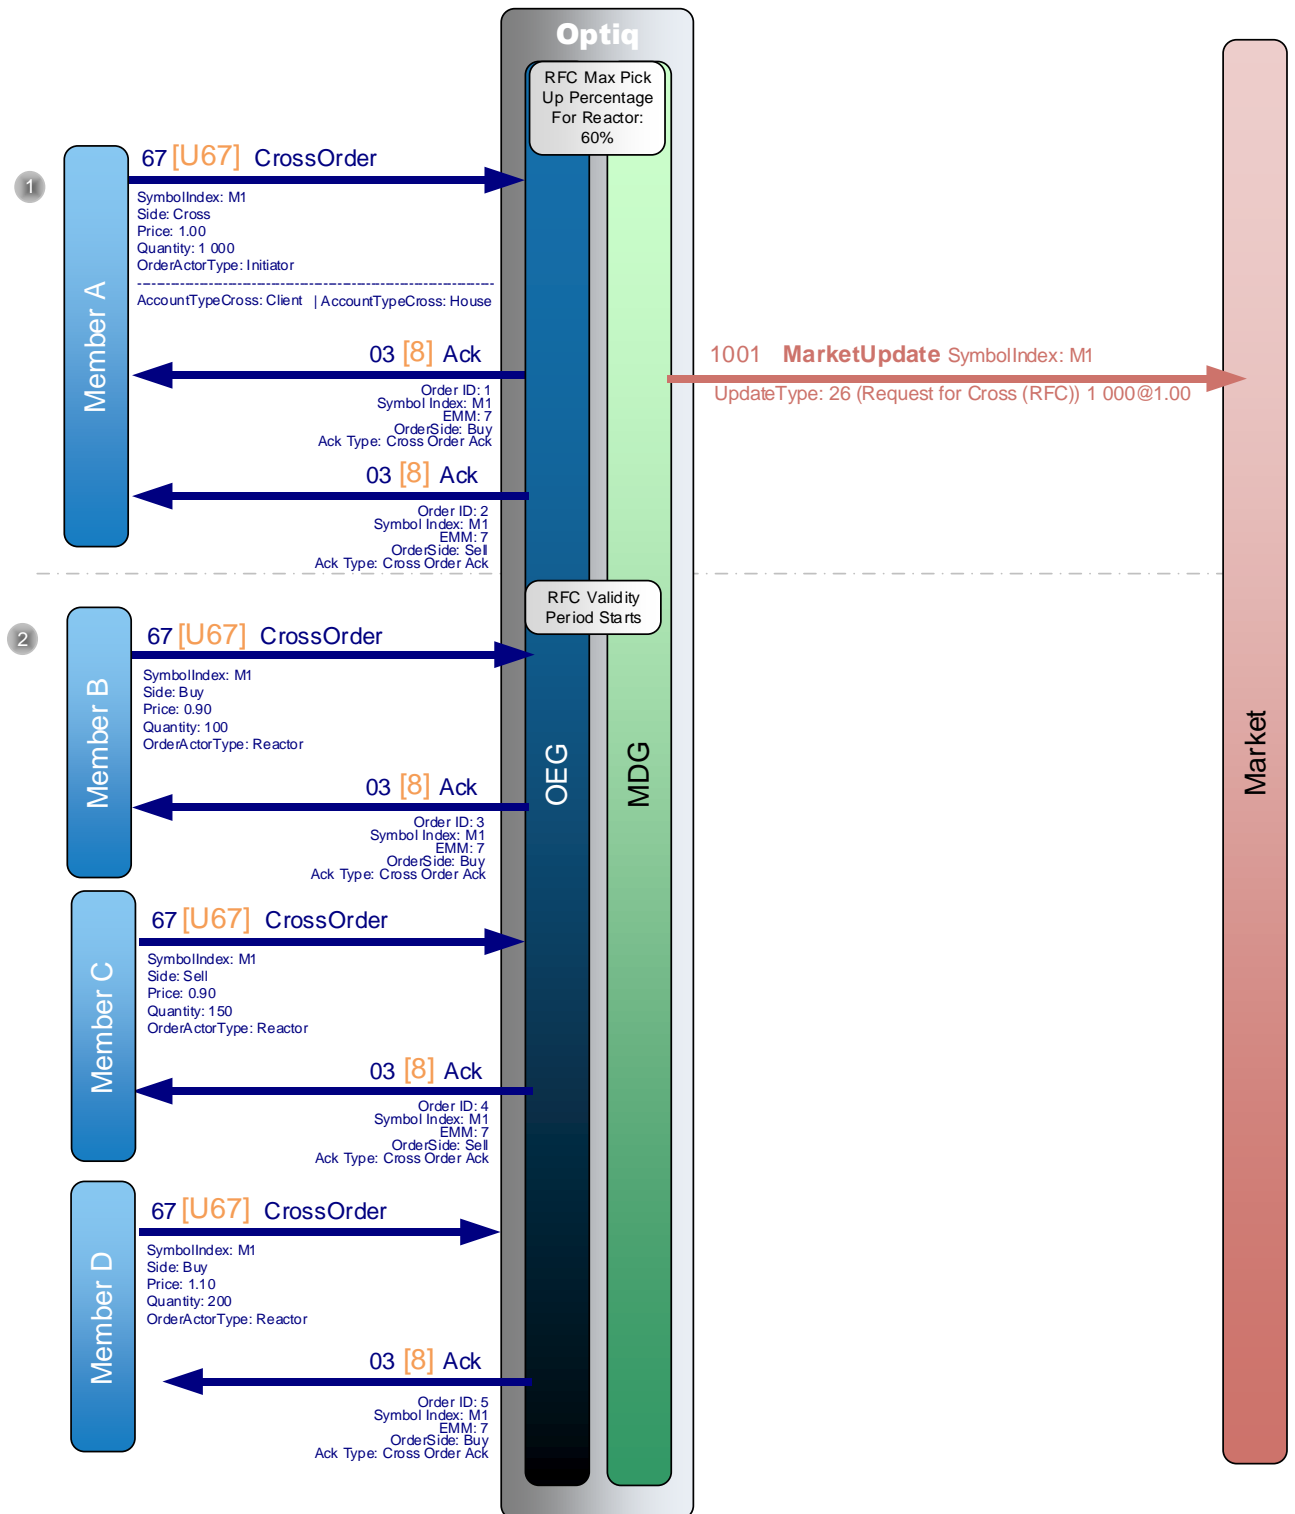 Optiq
RFC Max Pick
Up Percentage
For Reactor:
60%
1
Member A
67 [U67] CrossOrder
SymbolIndex: M1
Side: Cross
Price: 1.00
Quantity: 1 000
OrderActorType: Initiator
AccountTypeCross: Client | AccountTypeCross: House
03 [8] Ack
Order ID: 1
Symbol Index: M1
EMM: 7
OrderSide: Buy
Ack Type: Cross Order Ack
1001 MarketUpdate SymbolIndex: M1
UpdateType: 26 (Request for Cross (RFC)) 1 000@1.00
03 [8] Ack
Order ID: 2
Symbol Index: M1
EMM: 7
OrderSide: Sell
Ack Type: Cross Order Ack
RFC Validity
Period Starts
2
Member B
67 [U67] CrossOrder
SymbolIndex: M1
Side: Buy
Price: 0.90
Quantity: 100
OrderActorType: Reactor
OEG
MDG
Market
03 [8] Ack
Order ID: 3
Symbol Index: M1
EMM: 7
OrderSide: Buy
Ack Type: Cross Order Ack
Member C
67 [U67] CrossOrder
SymbolIndex: M1
Side: Sell
Price: 0.90
Quantity: 150
OrderActorType: Reactor
03 [8] Ack
Order ID: 4
Symbol Index: M1
EMM: 7
OrderSide: Sell
Ack Type: Cross Order Ack
Member D
67 [U67] CrossOrder
SymbolIndex: M1
Side: Buy
Price: 1.10
Quantity: 200
OrderActorType: Reactor
03 [8] Ack
Order ID: 5
Symbol Index: M1
EMM: 7
OrderSide: Buy
Ack Type: Cross Order Ack